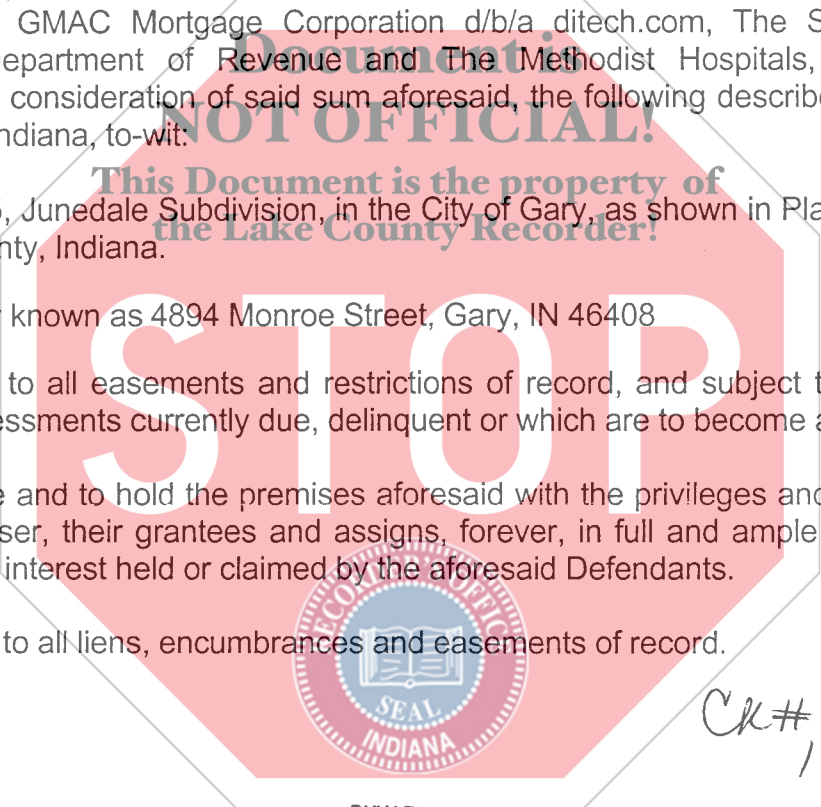 GMAC Mortgage Corporation d/b/a ditech.com, The S
epartment of Revenue and The Methodist Hospitals,
Document is
consideration of said sum aforesaid, the following describe
NOT OFFICIAL!
ndiana, to-wit:
This Document is the property of
, Junedale Subdivision, in the City of Gary, as shown in Pla
the Lake County Recorder!
nty, Indiana.
known as 4894 Monroe Street, Gary, IN 46408
STOP
to all easements and restrictions of record, and subject t
essments currently due, delinquent or which are to become a
e and to hold the premises aforesaid with the privileges and
ser, their grantees and assigns, forever, in full and ample
interest held or claimed by the aforesaid Defendants.
RECORDER'S OFFICE
to all liens, encumbrances and easements of record.
SEAL
INDIANA
CK#